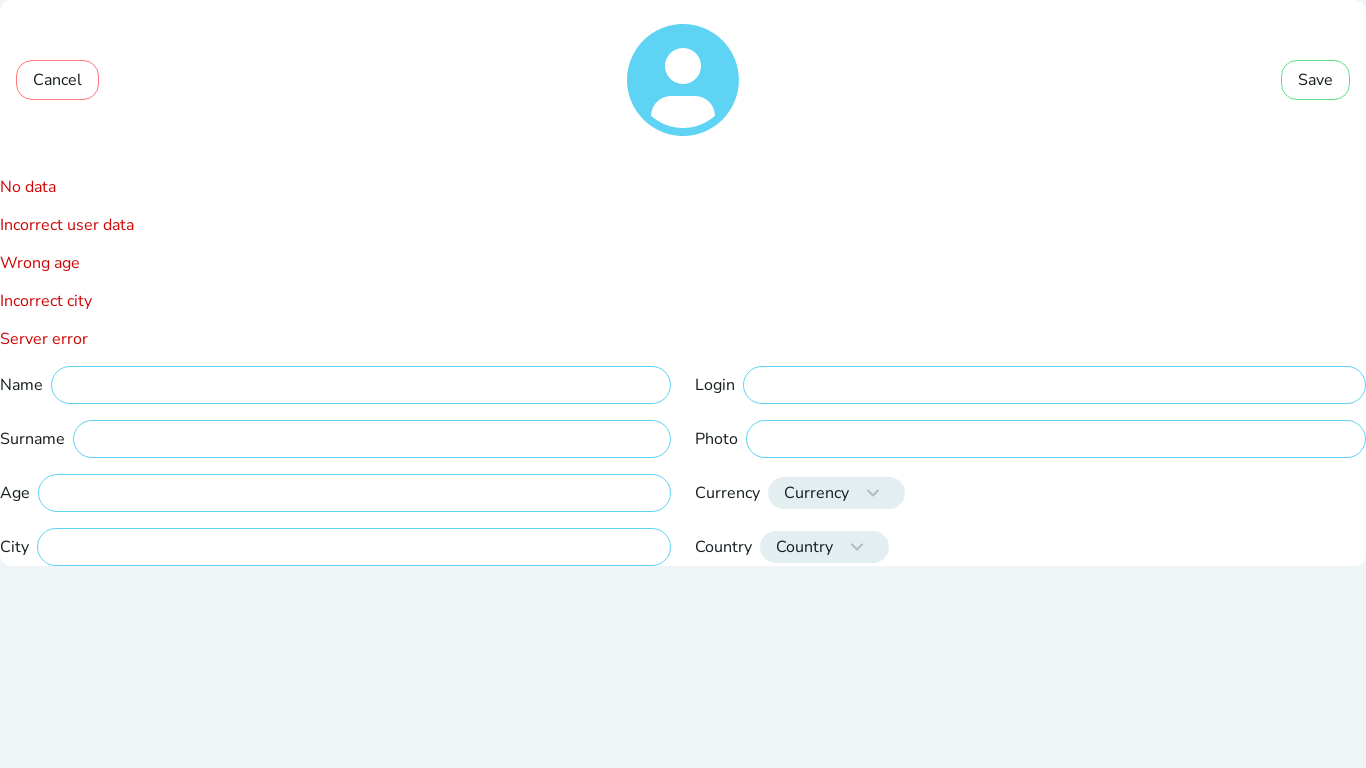 Cancel
Save
No data
Incorrect user data
Wrong age
Incorrect city
Server error
Name
Login
Surname
Photo
Age
Currency Currency
City
Country Country